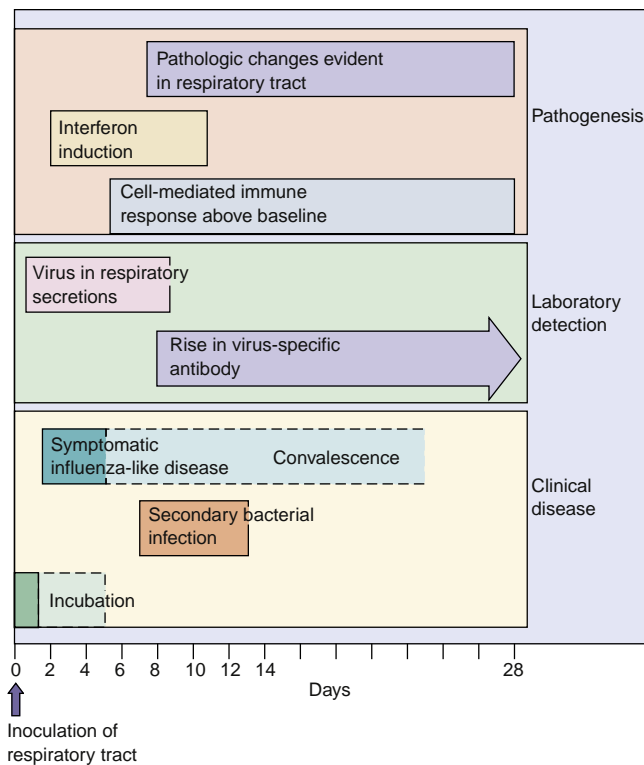 Pathologic changes evident
in respiratory tract
Interferon
induction
Cell-mediated immune
response above baseline
Pathogenesis
Virus in respiratory
secretions
Rise in virus-specific
antibody
Laboratory
detection
Symptomatic
influenza-like disease
Convalescence
Secondary bacterial
infection
Incubation
Clinical
disease
0 2 4 6 8 10 12 14 28
Days
Inoculation of
respiratory tract